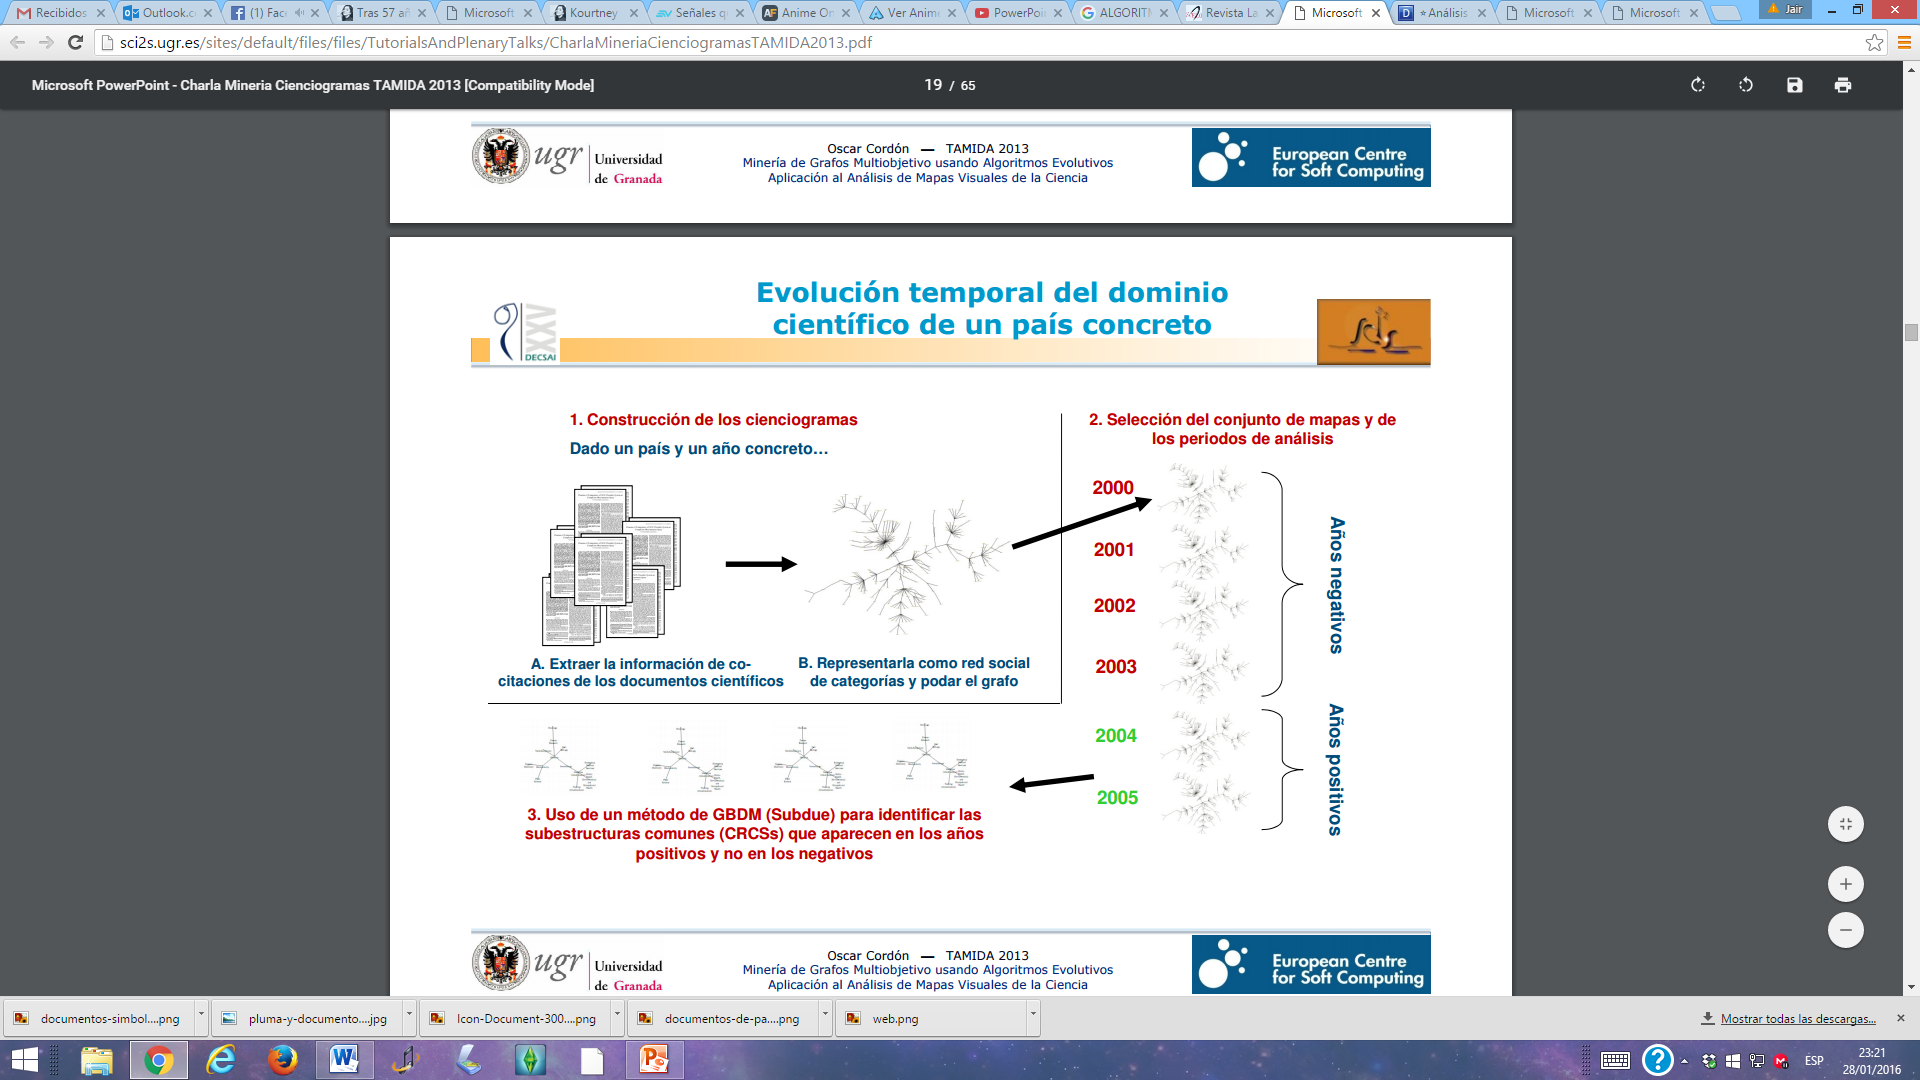 Recibidos
Outlook.c
(1) Fac
Tras 57 añ
Microsoft
Kourtney
Señales q
Anime On
Ver Anime
PowerPoi
ALGORIT
Revista La
Microsoft
Análisis
Microsoft
Microsoft
Jair
sci2s.ugr.es/sites/default/files/files/TutorialsAndPlenaryTalks/CharlaMineriaCienciogramasTAMIDA2013.pdf
Microsoft PowerPoint - Charla Mineria Cienciogramas TAMIDA 2013 [Compatibility Mode]
19 / 65
ugr Universidad
de Granada
Oscar Cordón — TAMIDA 2013
Minería de Grafos Multiobjetivo usando Algoritmos Evolutivos
Aplicación al Análisis de Mapas Visuales de la Ciencia
European Centre
for Soft Computing
Evolución temporal del dominio
científico de un país concreto
XXV
DECSAI
1. Construcción de los cienciogramas
Dado un país y un año concreto…
A. Extraer la información de co-
citaciones de los documentos científicos
B. Representarla como red social
de categorías y podar el grafo
2. Selección del conjunto de mapas y de
los periodos de análisis
2000
2001
2002
2003
Años negativos
2004
2005
Años positivos
3. Uso de un método de GBDM (Subdue) para identificar las
subestructuras comunes (CRCSs) que aparecen en los años
positivos y no en los negativos
ugr Universidad
de Granada
Oscar Cordón — TAMIDA 2013
Minería de Grafos Multiobjetivo usando Algoritmos Evolutivos
Aplicación al Análisis de Mapas Visuales de la Ciencia
European Centre
for Soft Computing
documentos-simbol....png
pluma-y-documento....jpg
Icon-Document-300....png
documentos-de-pa....png
web.png
Mostrar todas las descargas...
ESP
23:21
28/01/2016